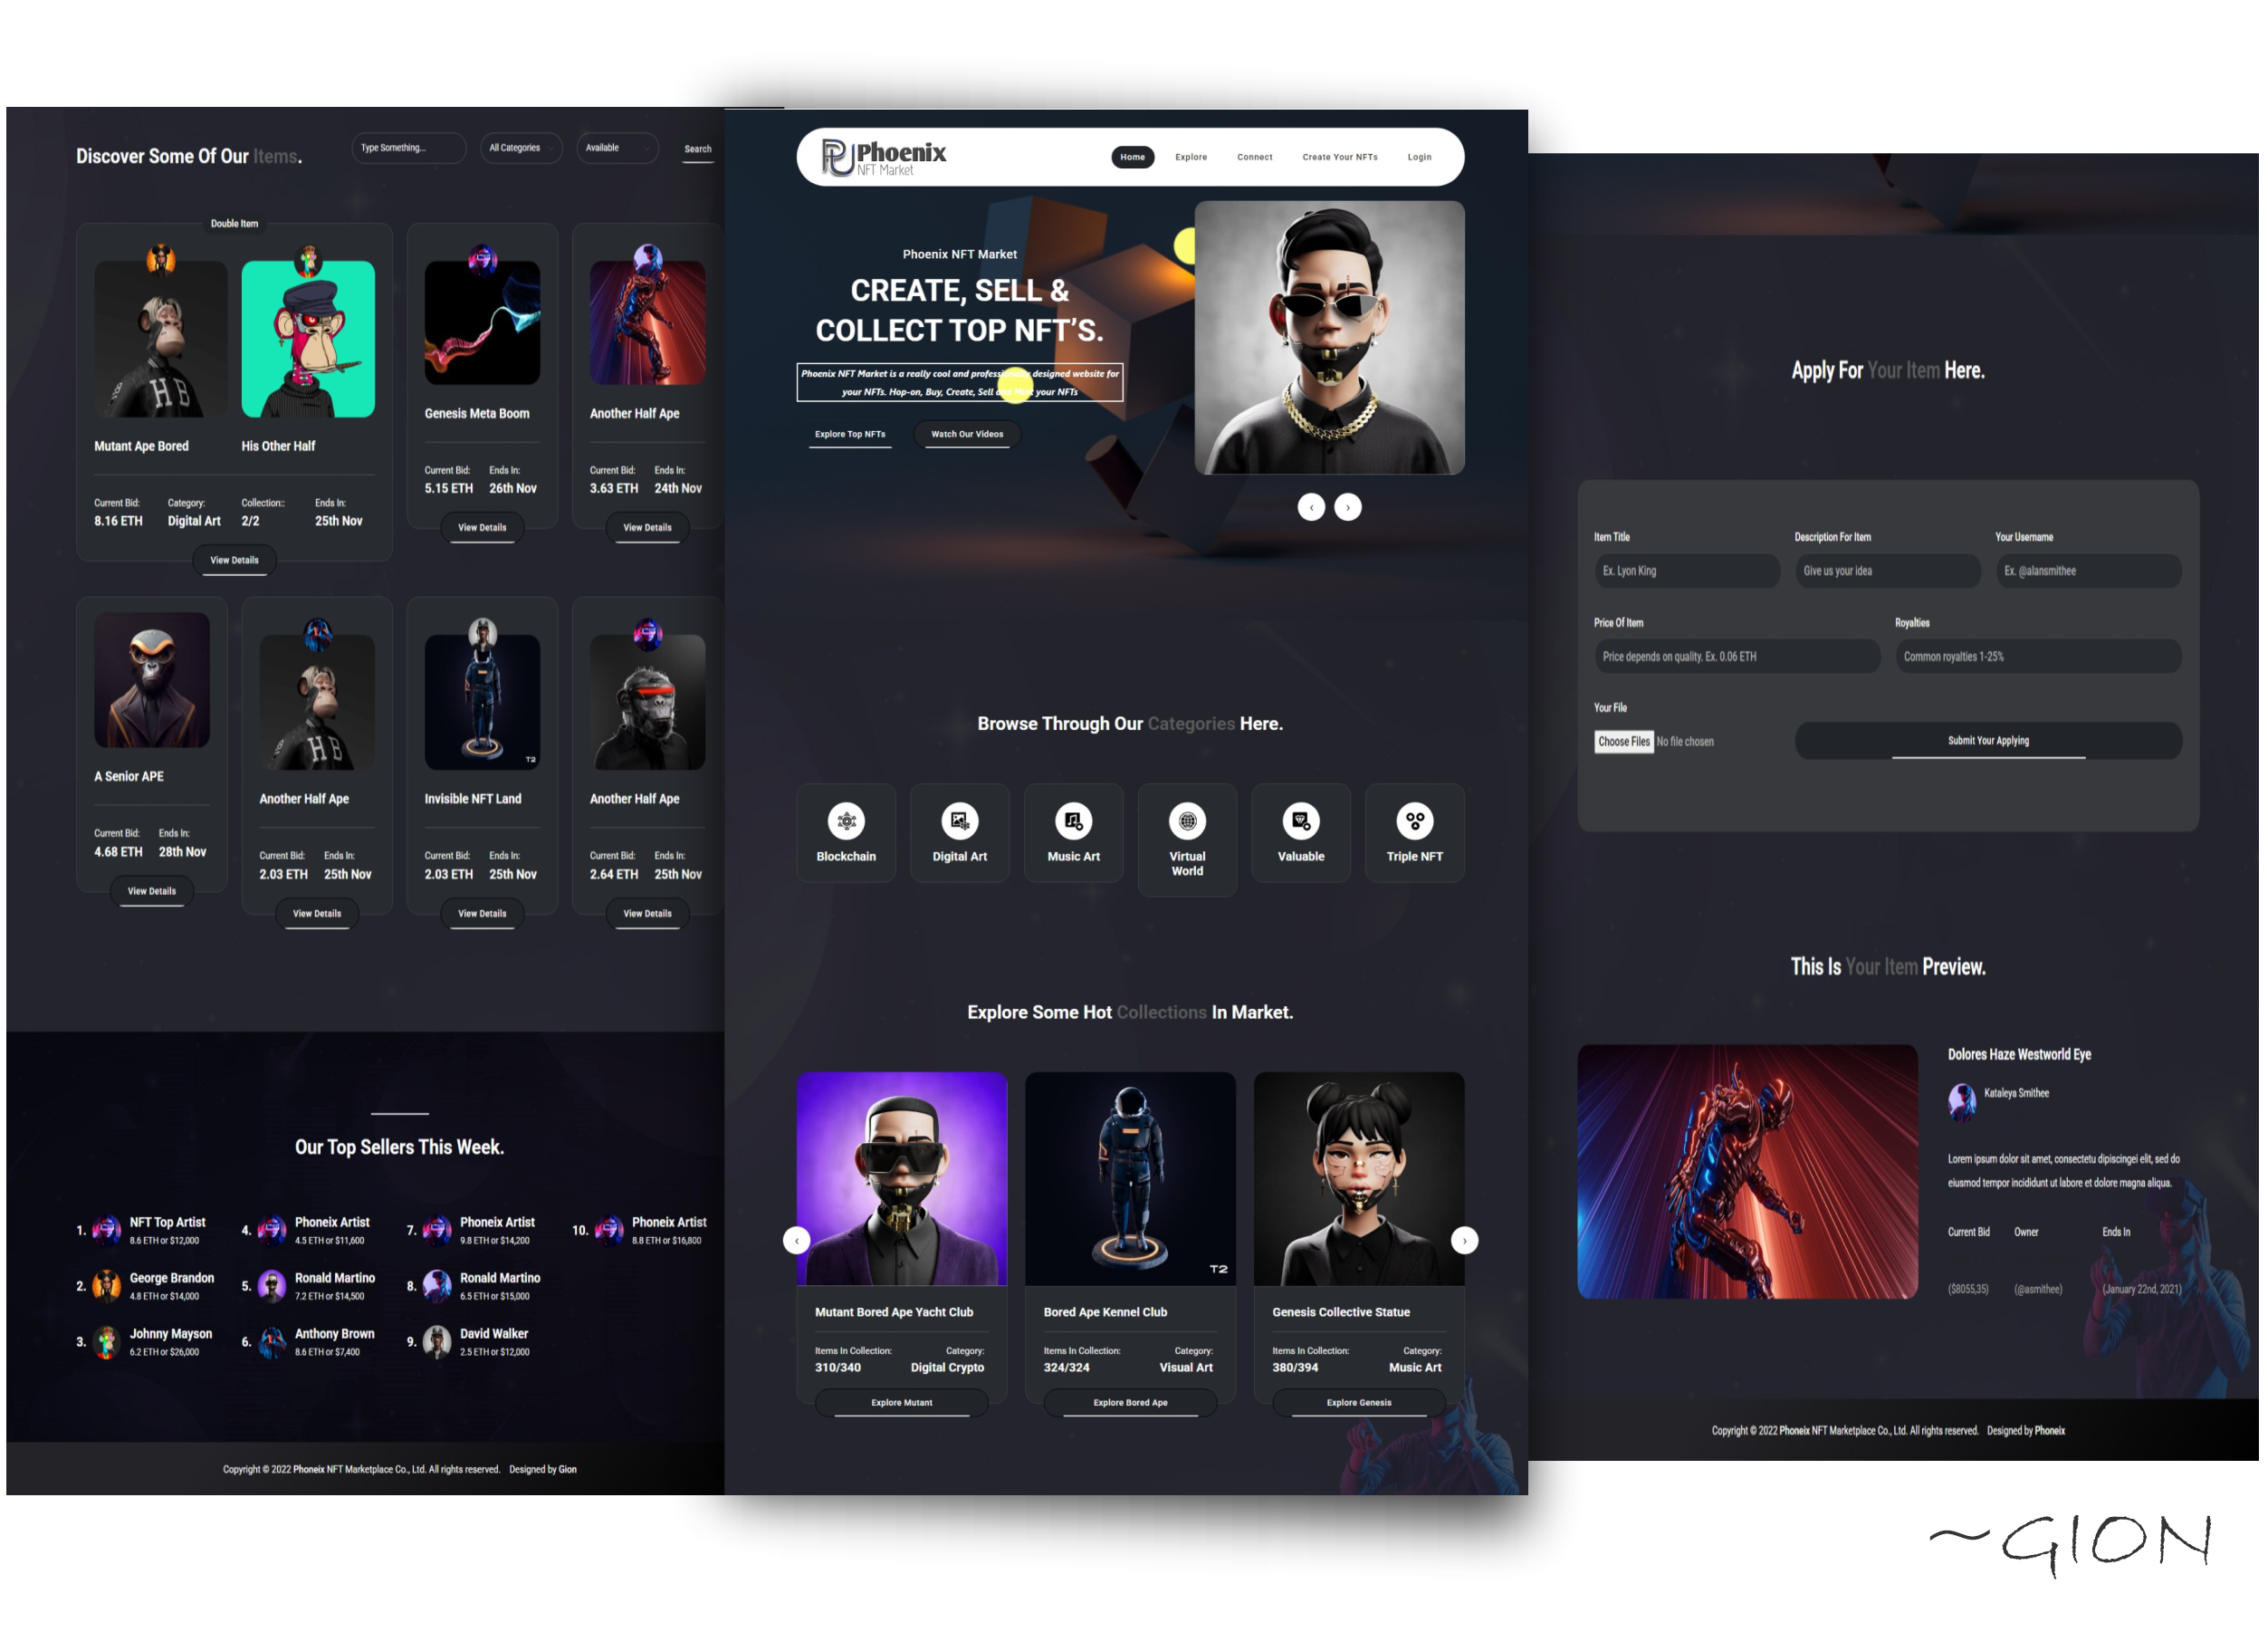 Discover Some Of Our Items.
Type Something...
All Categories
Available
Search
Double Item
Mutant Ape Bored
His Other Half
Current Bid: Category: Collection:: Ends In:
8.16 ETH Digital Art 2/2 25th Nov
View Details
Genesis Meta Boom
Current Bid: Ends In:
5.15 ETH 26th Nov
View Details
Another Half Ape
Current Bid: Ends In:
3.63 ETH 24th Nov
View Details
H B
A Senior APE
Current Bid: Ends In:
4.68 ETH 28th Nov
View Details
H B
Another Half Ape
Current Bid: Ends In:
2.03 ETH 25th Nov
View Details
T2
Invisible NFT Land
Current Bid: Ends In:
2.03 ETH 25th Nov
View Details
Another Half Ape
Current Bid: Ends In:
2.64 ETH 25th Nov
View Details
Our Top Sellers This Week.
1. NFT Top Artist
8.6 ETH or $12,000
2. George Brandon
4.8 ETH or $14,000
3. Johnny Mayson
6.2 ETH or $26,000
4. Phoneix Artist
4.5 ETH or $11,600
5. Ronald Martino
7.2 ETH or $14,500
6. Anthony Brown
8.6 ETH or $7,400
7. Phoneix Artist
9.8 ETH or $14,200
8. Ronald Martino
6.5 ETH or $15,000
9. David Walker
2.5 ETH or $12,000
10. Phoneix Artist
8.8 ETH or $16,800
Copyright © 2022 Phoneix NFT Marketplace Co., Ltd. All rights reserved. Designed by Gion
Phoenix
NFT Market
Home
Explore
Connect
Create Your NFTs
Login
Phoenix NFT Market
CREATE, SELL &
COLLECT TOP NFT'S.
Phoenix NFT Market is a really cool and professionally designed website for
your NFTs. Hop-on, Buy, Create, Sell and your NFTs
Explore Top NFTs
Watch Our Videos
Browse Through Our Categories Here.
Blockchain
Digital Art
Music Art
Virtual
World
Valuable
Triple NFT
Explore Some Hot Collections In Market.
Mutant Bored Ape Yacht Club
Items In Collection: Category:
310/340 Digital Crypto
Explore Mutant
T2
Bored Ape Kennel Club
Items In Collection: Category:
324/324 Visual Art
Explore Bored Ape
Genesis Collective Statue
Items In Collection: Category:
380/394 Music Art
Explore Genesis
Apply For Your Item Here.
Item Title
Ex. Lyon King
Description For Item
Give us your idea
Your Username
Ex. @alansmithee
Price Of Item
Price depends on quality. Ex. 0.06 ETH
Royalties
Common royalties 1-25%
Your File
Choose Files No file chosen
Submit Your Applying
This Is Your Item Preview.
Dolores Haze Westworld Eye
Kataleya Smithee
Lorem ipsum dolor sit amet, consectetu dipiscingei elit, sed do
eiusmod tempor incididunt ut labore et dolore magna aliqua.
Current Bid Owner Ends In
($8055,35) (@asmithee) (January 22nd, 2021)
Copyright © 2022 Phoneix NFT Marketplace Co., Ltd. All rights reserved. Designed by Phoneix
~GION